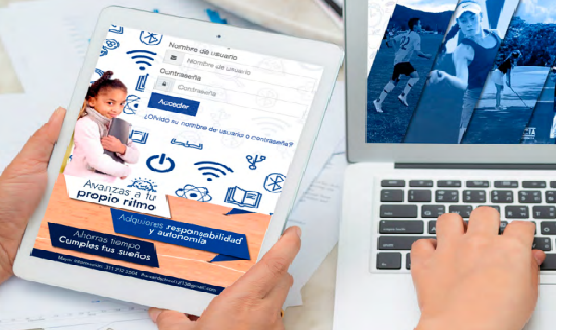 Nombre de usuario
Nombre de usuario
Contraseña
Contraseña
Acceder
¿Olvidó su nombre de usuario o contraseña?
Avanzas a tu
propio ritmo
Adquieres responsabilidad
y autonomía
Ahorras tiempo
Cumples tus sueños